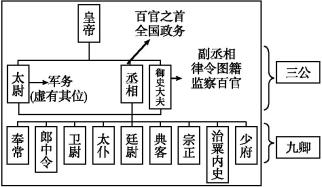 皇帝
百官之首
全国政务
太尉
军务
(虚有其位)
丞相
御史大夫
副丞相
律令图籍
监察百官
三公
奉常
郎中令
卫尉
太仆
廷尉
典客
宗正
治粟内史
少府
九卿